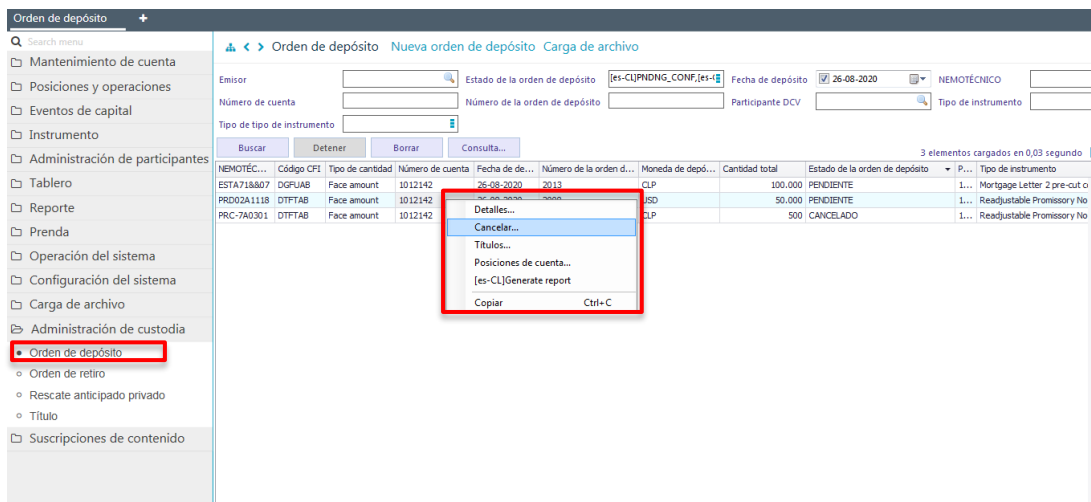 Orden de depósito +
Search menu
Mantenimiento de cuenta
Posiciones y operaciones
Eventos de capital
Instrumento
Administración de participantes
Tablero
Reporte
Prenda
Operación del sistema
Configuración del sistema
Carga de archivo
Administración de custodia
Orden de depósito
Orden de retiro
Rescate anticipado privado
Título
Suscripciones de contenido
Orden de depósito Nueva orden de depósito Carga de archivo
Emisor Estado de la orden de depósito [es-CL]PNDNG_CONF,[es-( Fecha de depósito 26-08-2020 NEMOTÉCNICO
Número de cuenta Número de la orden de depósito Participante DCV Tipo de instrumento
Tipo de tipo de instrumento
Buscar Detener Borrar Consulta...
3 elementos cargados en 0,03 segundo
NEMOTÉC... Código CFI Tipo de cantidad Número de cuenta Fecha de de... Número de la orden d... Moneda de depó... Cantidad total Estado de la orden de depósito P... Tipo de instrumento
ESTA718&07 DGFUAB Face amount 1012142 26-08-2020 2013 CLP 100.000 PENDIENTE 1... Mortgage Letter 2 pre-cut o
PRD02A1118 DTFTAB Face amount 1012142 26-08-2020 USD 50.000 PENDIENTE 1... Readjustable Promissory No
PRC-7A0301 DTFTAB Face amount 1012142 CLP 500 CANCELADO 1... Readjustable Promissory No
Detalles...
Cancelar...
Títulos...
Posiciones de cuenta...
[es-CL]Generate report
Copiar Ctrl+C